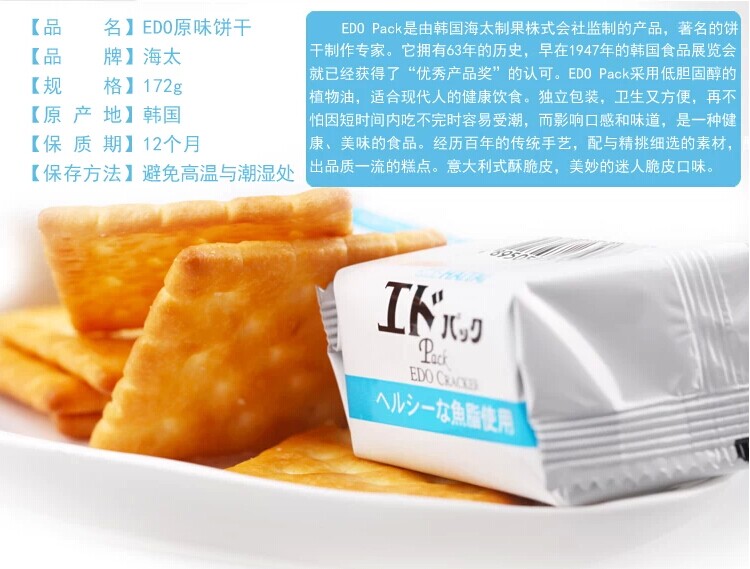 【品　　名】EDO原味饼干
【品　　牌】海太
【规　　格】172g
【原 产 地】韩国
【保 质 期】12个月
【保存方法】避免高温与潮湿处
EDO Pack是由韩国海太制果株式会社监制的产品，著名的饼
干制作专家。它拥有63年的历史，早在1947年的韩国食品展览会
就已经获得了“优秀产品奖”的认可。EDO Pack采用低胆固醇的
植物油，适合现代人的健康饮食。独立包装，卫生又方便，再不
怕因短时间内吃不完时容易受潮，而影响口感和味道，是一种健
康、美味的食品。经历百年的传统手艺，配与精挑细选的素材，
出品质一流的糕点。意大利式酥脆皮，美妙的迷人脆皮口味。
エド パック
Pack
EDO CRACKER
ヘルシーな魚脂使用